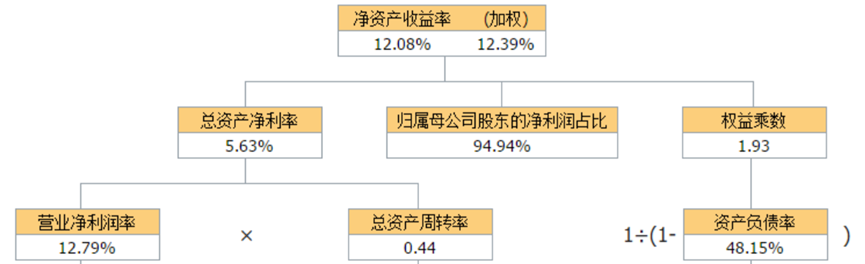 净资产收益率 (加权)
12.08% 12.39%
总资产净利率 归属母公司股东的净利润占比 权益乘数
5.63% 94.94% 1.93
营业净利润率 总资产周转率 资产负债率
12.79% × 0.44 1÷(1- 48.15% )